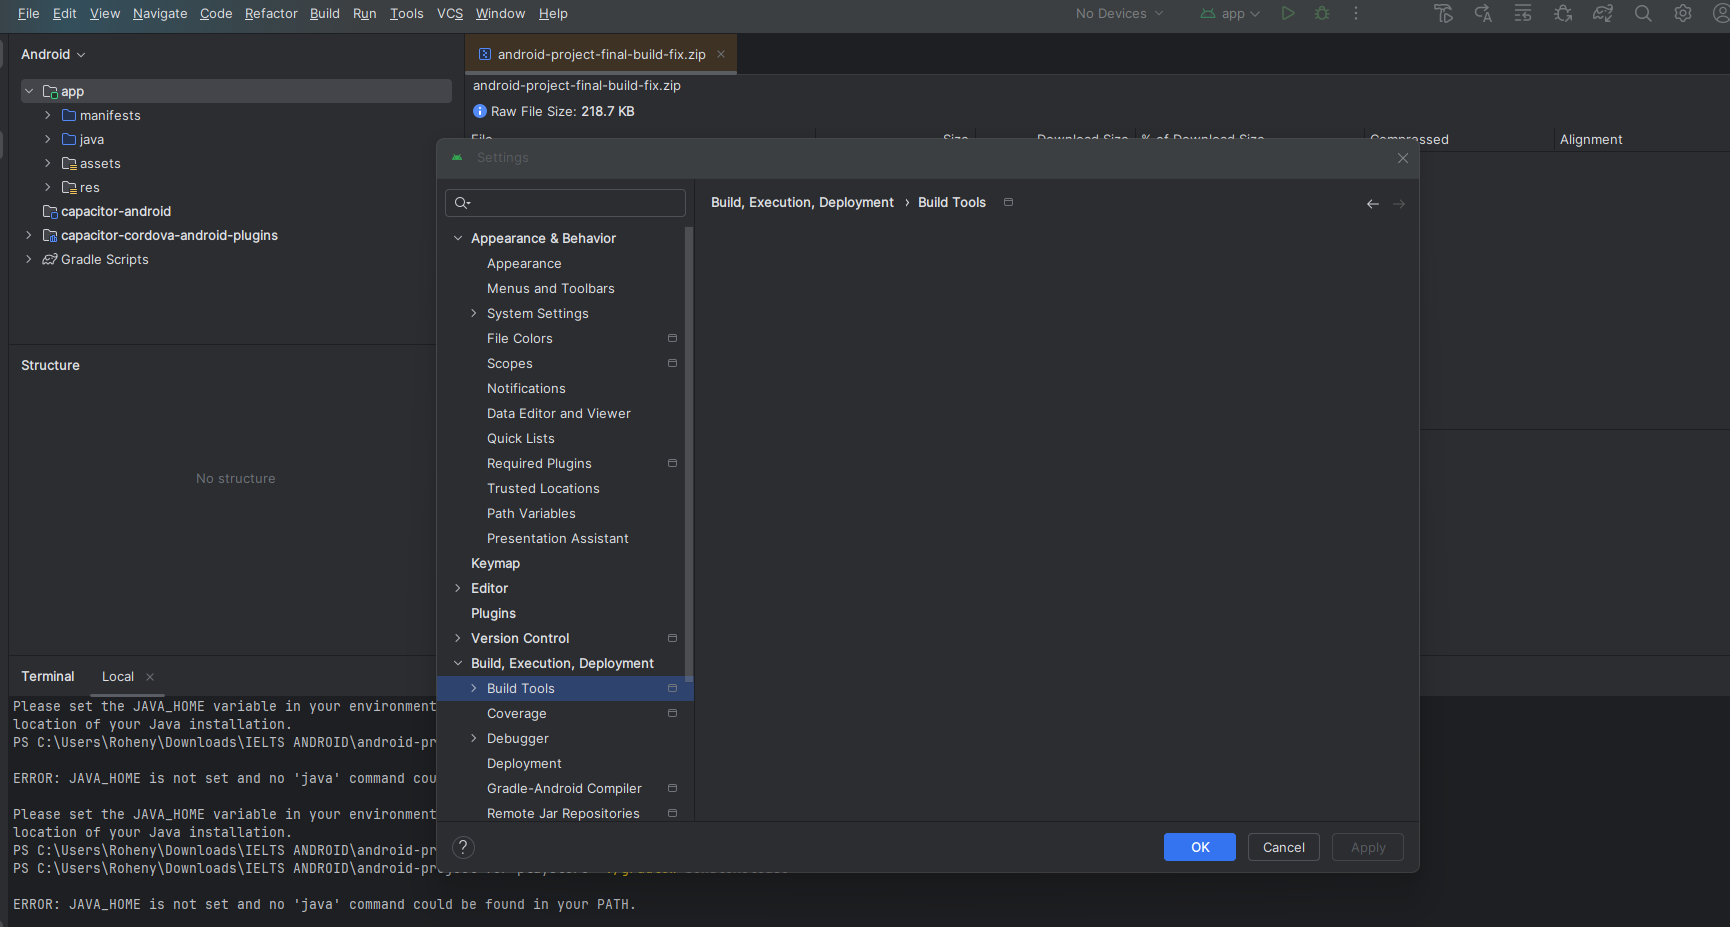 File Edit View Navigate Code Refactor Build Run Tools VCS Window Help
No Devices
app
Android
android-project-final-build-fix.zip
app
manifests
java
assets
res
capacitor-android
capacitor-cordova-android-plugins
Gradle Scripts
android-project-final-build-fix.zip
Raw File Size: 218.7 KB
File Size Download Size % of Download Size Compressed Alignment
Structure
No structure
Settings
Build, Execution, Deployment › Build Tools
Appearance & Behavior
Appearance
Menus and Toolbars
System Settings
File Colors
Scopes
Notifications
Data Editor and Viewer
Quick Lists
Required Plugins
Trusted Locations
Path Variables
Presentation Assistant
Keymap
Editor
Plugins
Version Control
Build, Execution, Deployment
Build Tools
Coverage
Debugger
Deployment
Gradle-Android Compiler
Remote Jar Repositories
?
OK Cancel Apply
Terminal Local
Please set the JAVA_HOME variable in your environment
location of your Java installation.
PS C:\Users\Roheny\Downloads\IELTS ANDROID\android-pr
ERROR: JAVA_HOME is not set and no 'java' command cou
Please set the JAVA_HOME variable in your environment
location of your Java installation.
PS C:\Users\Roheny\Downloads\IELTS ANDROID\android-pr
PS C:\Users\Roheny\Downloads\IELTS ANDROID\android-pr
ERROR: JAVA_HOME is not set and no 'java' command could be found in your PATH.